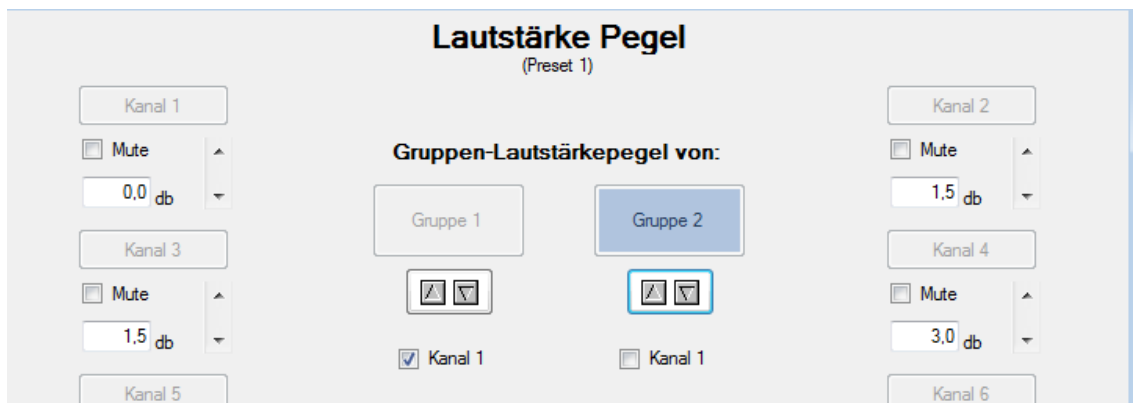 Lautstärke Pegel
(Preset 1)
Kanal 1
Kanal 2
Mute
Gruppen-Lautstärkepegel von:
Mute
0,0 db
1,5 db
Gruppe 1
Gruppe 2
Kanal 3
Kanal 4
Mute
Mute
1,5 db
3,0 db
Kanal 1
Kanal 1
Kanal 5
Kanal 6